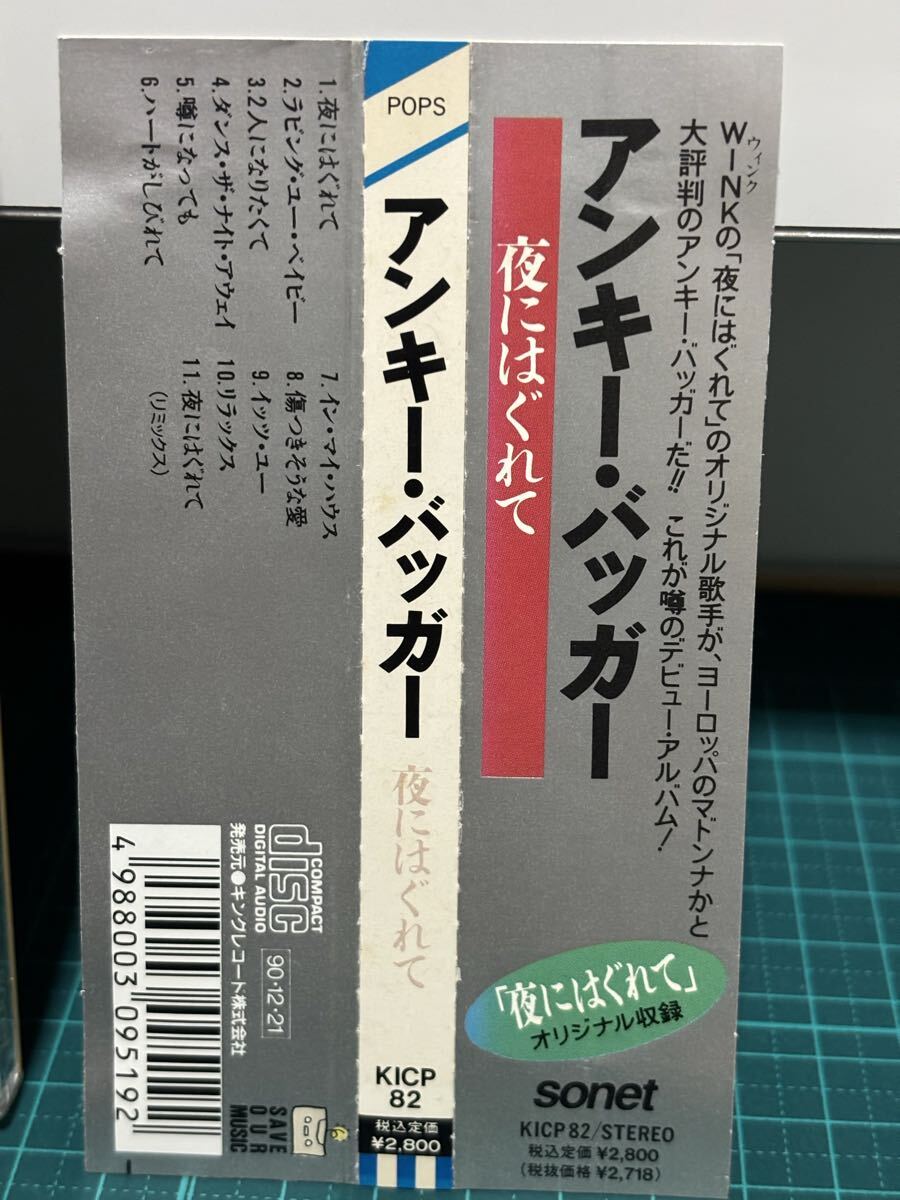 WINKの「夜にはぐれて」のオリジナル歌手が、ヨーロッパのマドンナかと
ウィンク
大評判のアンキー・バッガーだ!! これが噂のデビュー・アルバム!
アンキー・バッガー
夜にはぐれて
「夜にはぐれて」
オリジナル収録
sonet
KICP82/STEREO
税込定価 ¥2,800
(税抜価格 ¥2,718)
POPS
アンキー・バッガー
夜にはぐれて
KICP
82
税込定価
¥2,800
1. 夜にはぐれて
2. ラビング・ユー・ベイビー
3. 2人になりたくて
4. ダンス・ザ・ナイト・アウェイ
5. 噂になっても
6. ハートがしびれて
7. イン・マイ・ハウス
8. 傷つきそうな愛
9. イッツ・ユー
10. リラックス
11. 夜にはぐれて
(リミックス)
COMPACT
disc
DIGITAL AUDIO
90・12・21
発売元●キングレコード株式会社
4 988003 095192
SAVE
OUR
MUSIC